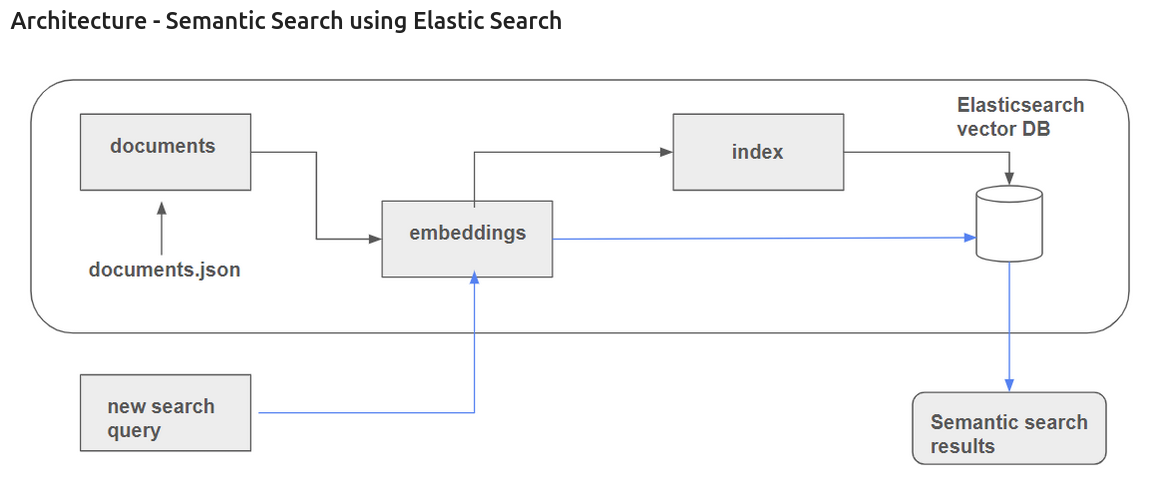 Architecture - Semantic Search using Elastic Search
Elasticsearch
vector DB
documents
index
embeddings
documents.json
new search
query
Semantic search
results